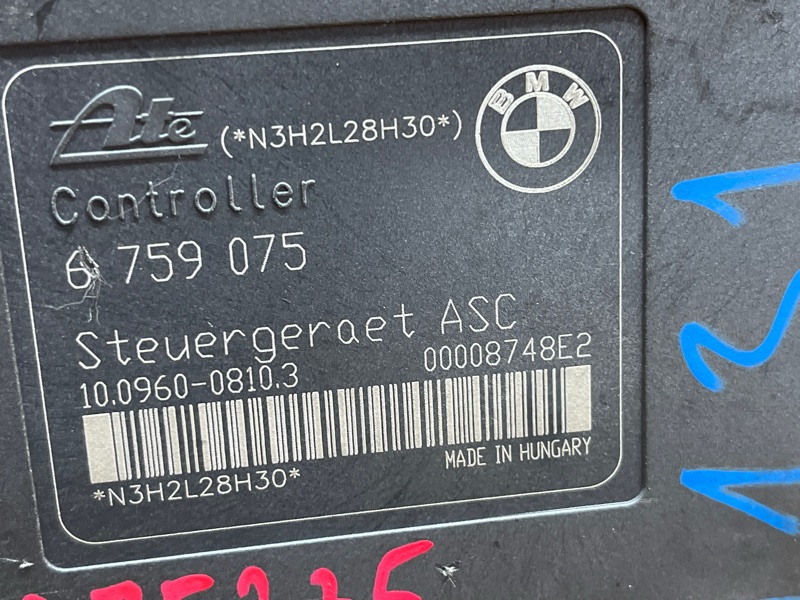 Ate (*N3H2L28H30*) BMW
Controller
6 759 075
Steuergeraet ASC
10.0960-0810.3 00008748E2
MADE IN HUNGARY
*N3H2L28H30*